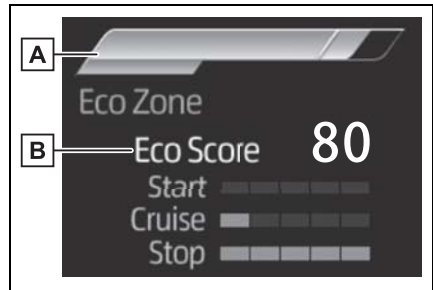 A
Eco Zone
B
Eco Score 80
Start
Cruise
Stop